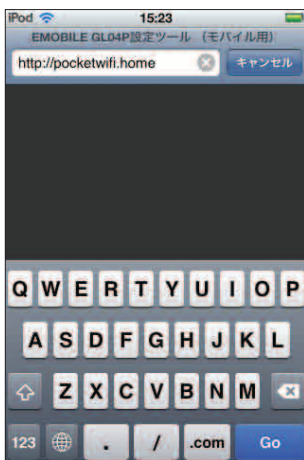 iPod 15:23
EMOBILE GL04P設定ツール （モバイル用）
http://pocketwifi.home キャンセル
Q W E R T Y U I O P
A S D F G H J K L
Z X C V B N M
123 . / .com Go